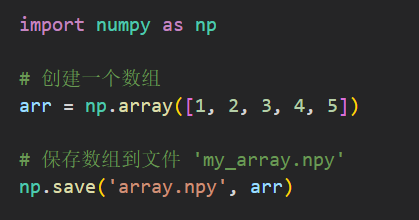 import numpy as np
# 创建一个数组
arr = np.array([1, 2, 3, 4, 5])
# 保存数组到文件 'my_array.npy'
np.save('array.npy', arr)